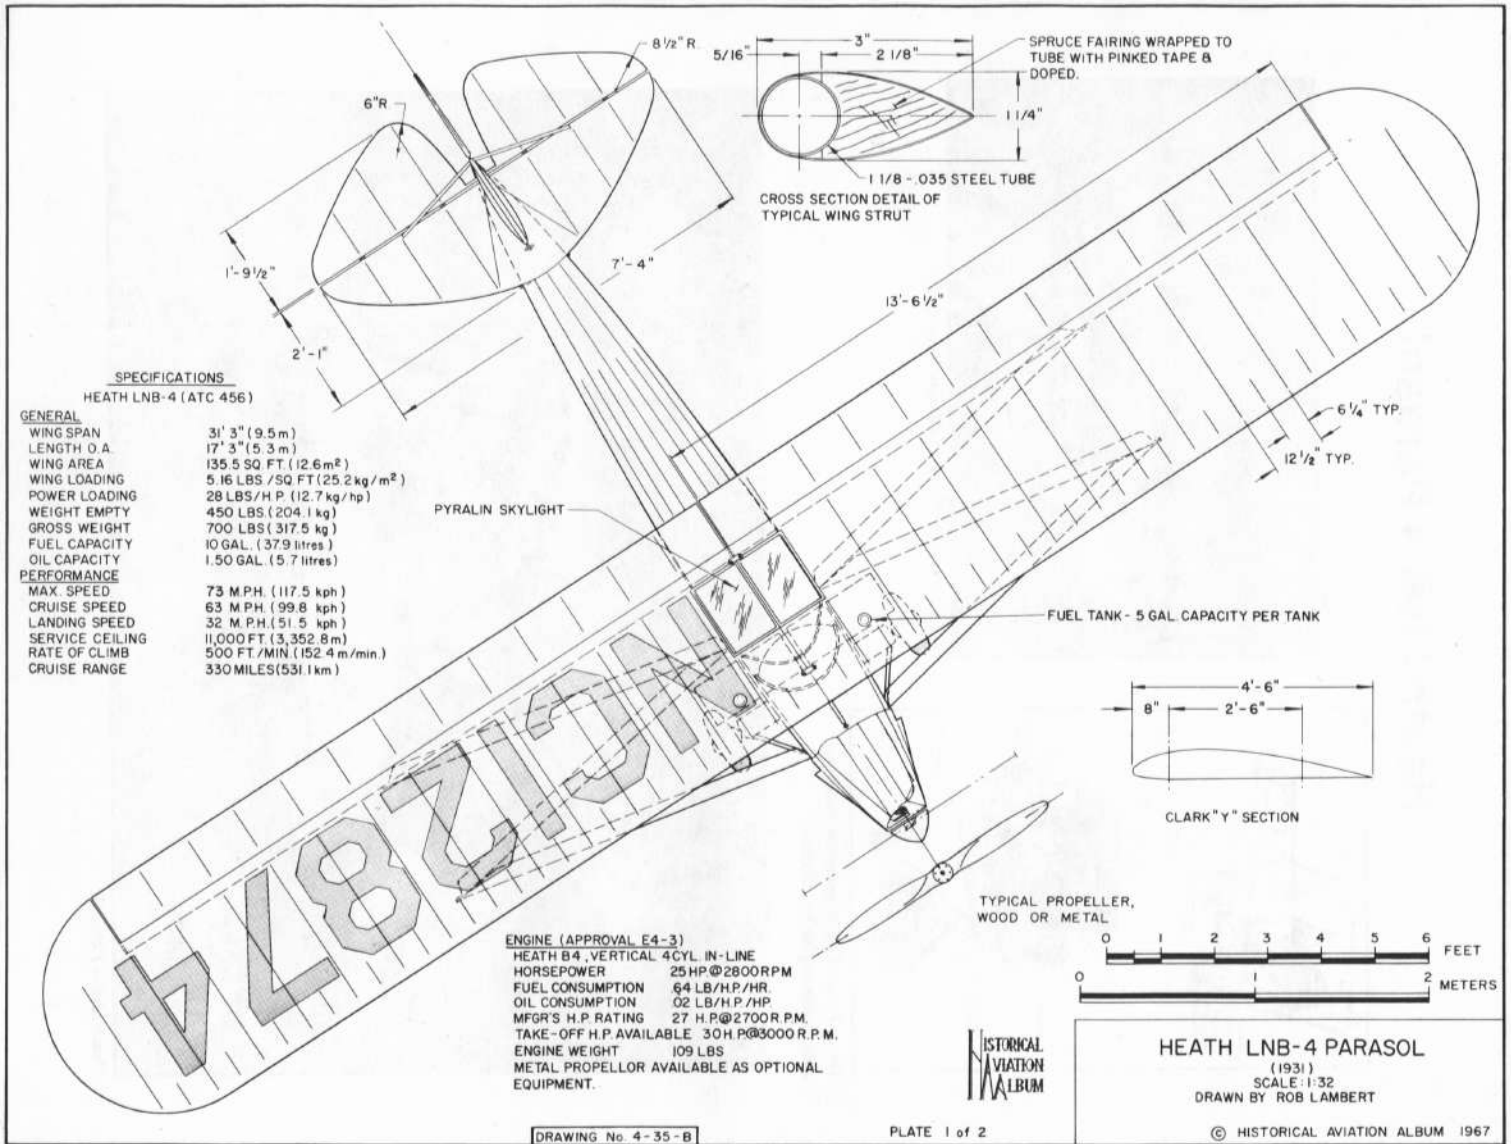 8 1/2" R.
6" R
3"
5/16"
2 1/8"
SPRUCE FAIRING WRAPPED TO
TUBE WITH PINKED TAPE &
DOPED.
1 1/4"
1 1/8 - .035 STEEL TUBE
CROSS SECTION DETAIL OF
TYPICAL WING STRUT
1'-9 1/2"
7'-4"
2'-1"
13'-6 1/2"
6 1/4" TYP.
12 1/2" TYP.
SPECIFICATIONS
HEATH LNB-4 (ATC 456)
GENERAL
WING SPAN 31' 3" (9.5m)
LENGTH O.A. 17' 3" (5.3m)
WING AREA 135.5 SQ. FT. (12.6m²)
WING LOADING 5.16 LBS./SQ. FT (25.2kg/m²)
POWER LOADING 28 LBS/H.P. (12.7kg/hp)
WEIGHT EMPTY 450 LBS. (204.1 kg)
GROSS WEIGHT 700 LBS (317.5 kg)
FUEL CAPACITY 10 GAL. (37.9 litres)
OIL CAPACITY 1.50 GAL. (5.7 litres)
PERFORMANCE
MAX. SPEED 73 M.P.H. (117.5 kph)
CRUISE SPEED 63 M.P.H. (99.8 kph)
LANDING SPEED 32 M.P.H. (51.5 kph)
SERVICE CEILING 11,000 FT. (3,352.8m)
RATE OF CLIMB 500 FT./MIN. (152.4 m/min.)
CRUISE RANGE 330 MILES (531.1 km)
PYRALIN SKYLIGHT
FUEL TANK - 5 GAL. CAPACITY PER TANK
NC12874
4'-6"
8"
2'-6"
CLARK "Y" SECTION
TYPICAL PROPELLER,
WOOD OR METAL
ENGINE (APPROVAL E4-3)
HEATH B4, VERTICAL 4CYL. IN-LINE
HORSEPOWER 25 HP.@2800RPM
FUEL CONSUMPTION .64 LB/H.P./HR.
OIL CONSUMPTION .02 LB/H.P./HP.
MFGR'S H.P. RATING 27 H.P.@2700 R.P.M.
TAKE-OFF H.P. AVAILABLE 30 H.P.@3000 R.P.M.
ENGINE WEIGHT 109 LBS
METAL PROPELLOR AVAILABLE AS OPTIONAL
EQUIPMENT.
0 1 2 3 4 5 6 FEET
0 1 2 METERS
HISTORICAL
AVIATION
ALBUM
HEATH LNB-4 PARASOL
(1931)
SCALE: 1:32
DRAWN BY ROB LAMBERT
DRAWING No. 4-35-B
PLATE 1 of 2
© HISTORICAL AVIATION ALBUM 1967